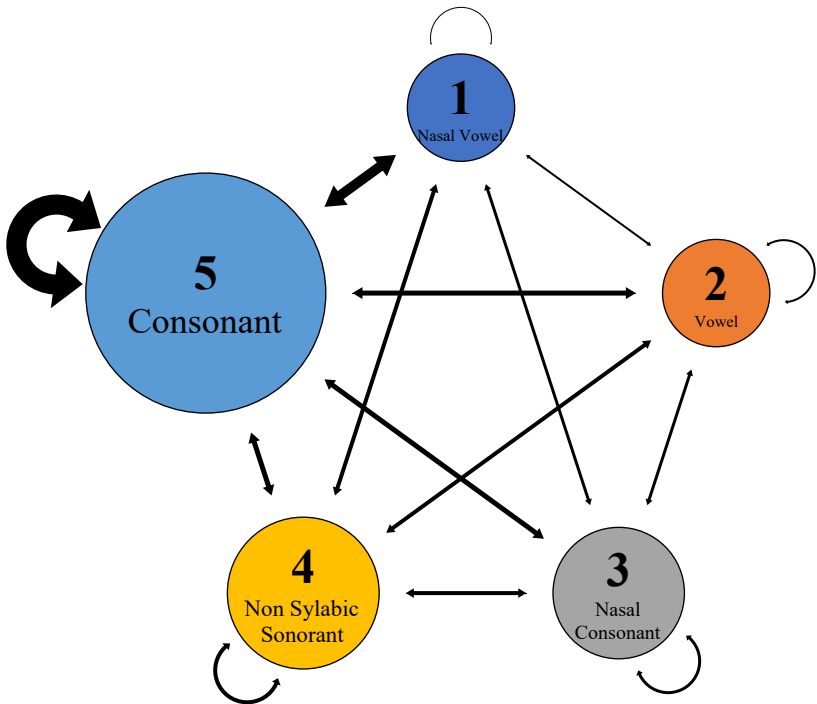 1
Nasal Vowel
5
Consonant
2
Vowel
4
Non Sylabic
Sonorant
3
Nasal
Consonant